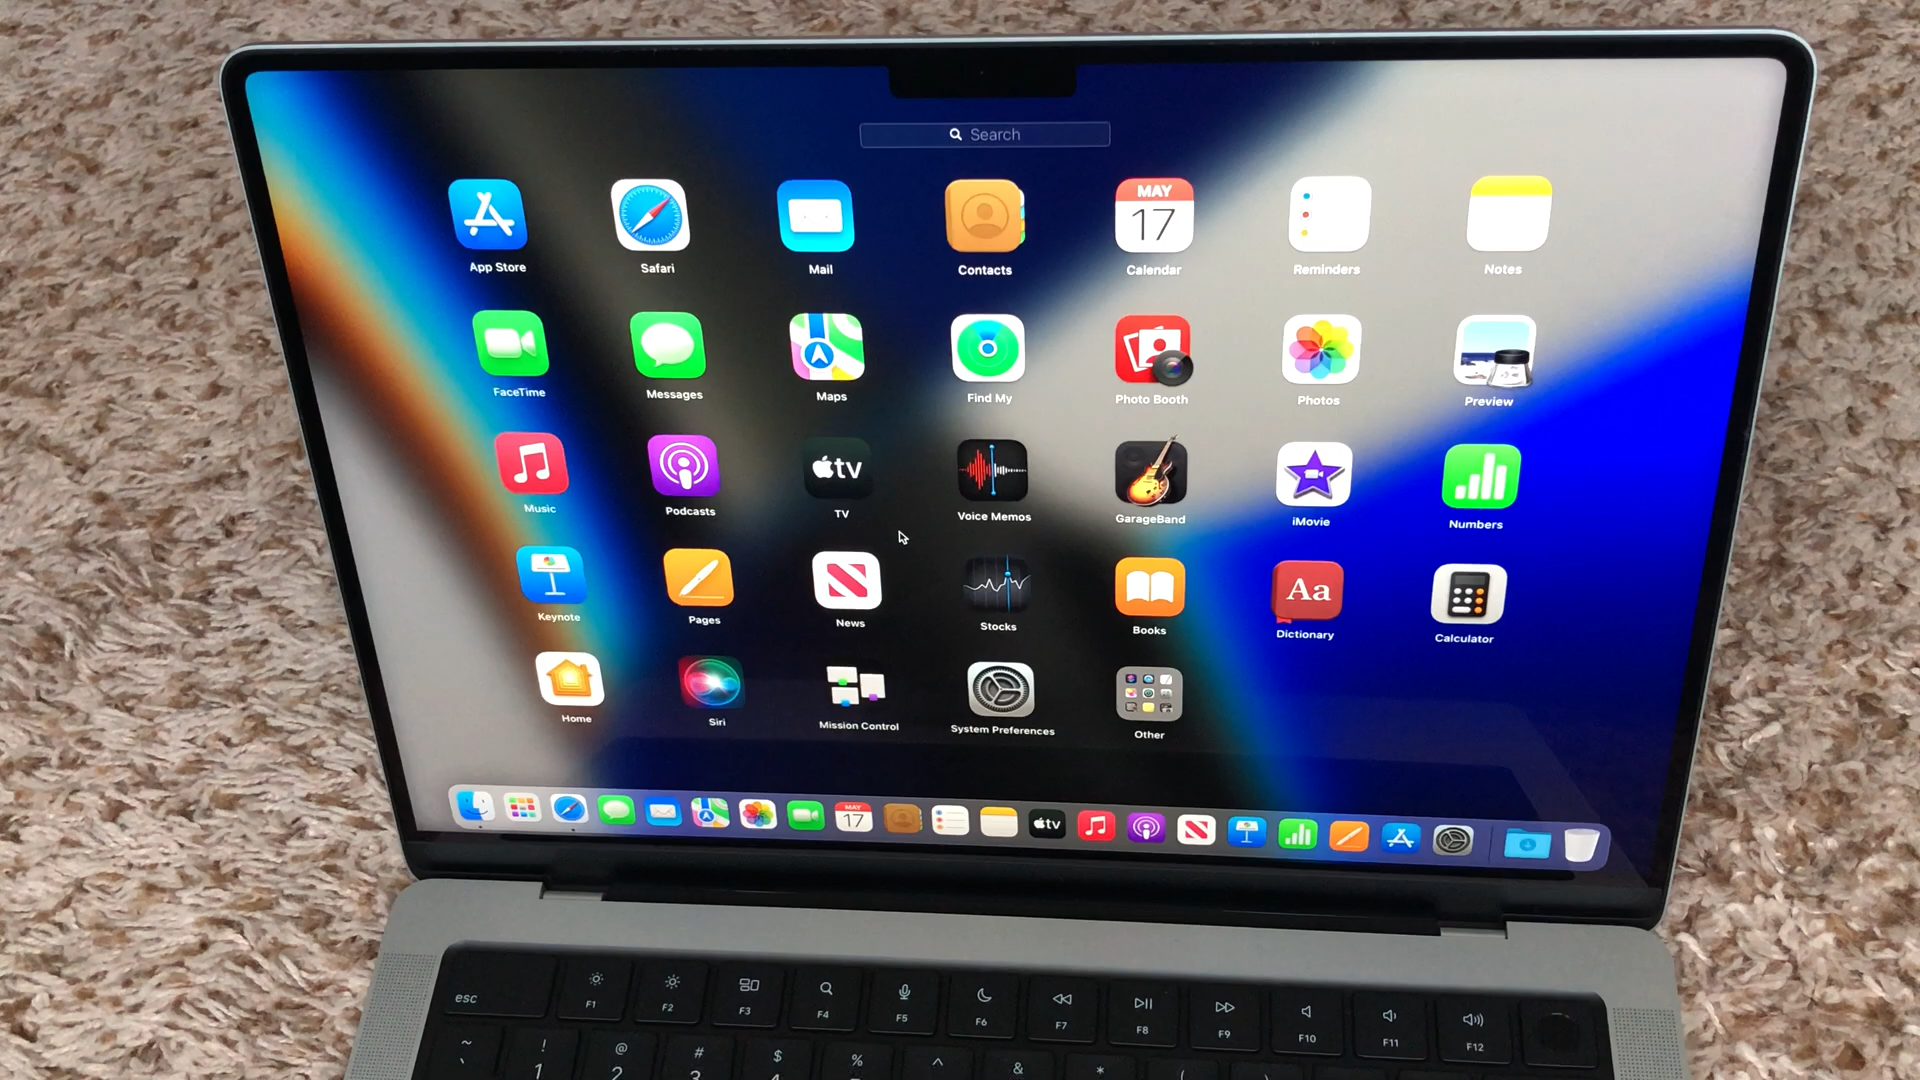 Search
MAY
17
App Store
Safari
Mail
Contacts
Calendar
Reminders
Notes
FaceTime
Messages
Maps
Find My
Photo Booth
Photos
Preview
tv
Music
Podcasts
TV
Voice Memos
GarageBand
iMovie
Numbers
Aa
Keynote
Pages
News
Stocks
Books
Dictionary
Calculator
Home
Siri
Mission Control
System Preferences
Other
MAY
17
tv
esc
F1
F2
F3
F4
F5
F6
F7
F8
F9
F10
F11
F12
~ ! @ # $ % ^ & * ( )
` 1 2 3 4